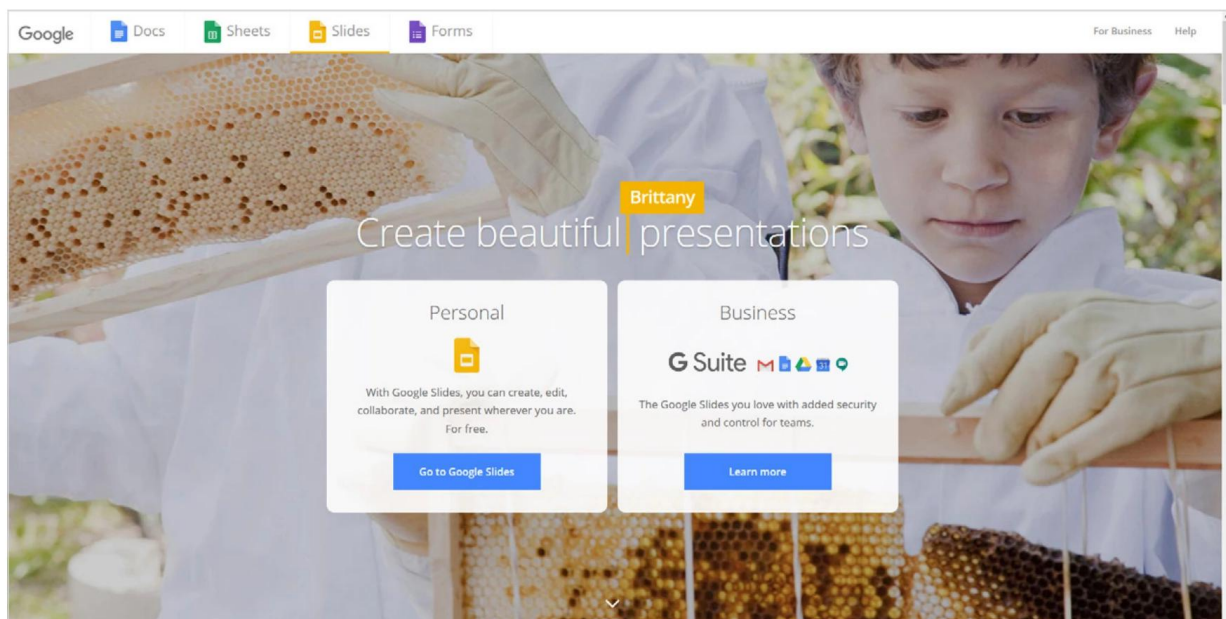 Google Docs Sheets Slides Forms For Business Help
Brittany
Create beautiful presentations
Personal
With Google Slides, you can create, edit,
collaborate, and present wherever you are.
For free.
Go to Google Slides
Business
G Suite 31
The Google Slides you love with added security
and control for teams.
Learn more